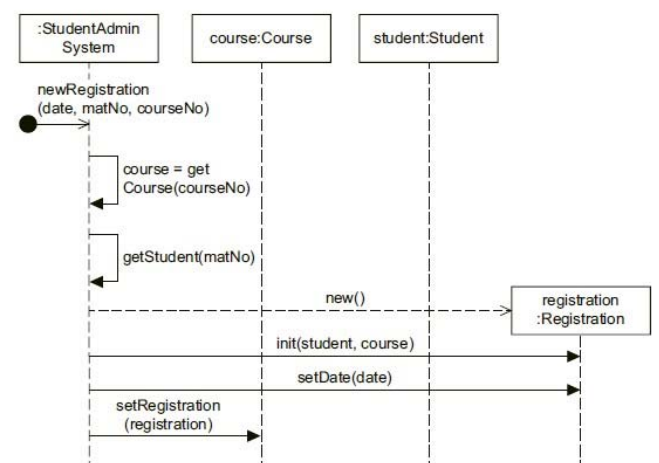 :StudentAdmin
System
course:Course
student:Student
newRegistration
(date, matNo, courseNo)
course = get
Course(courseNo)
getStudent(matNo)
new()
registration
:Registration
init(student, course)
setDate(date)
setRegistration
(registration)